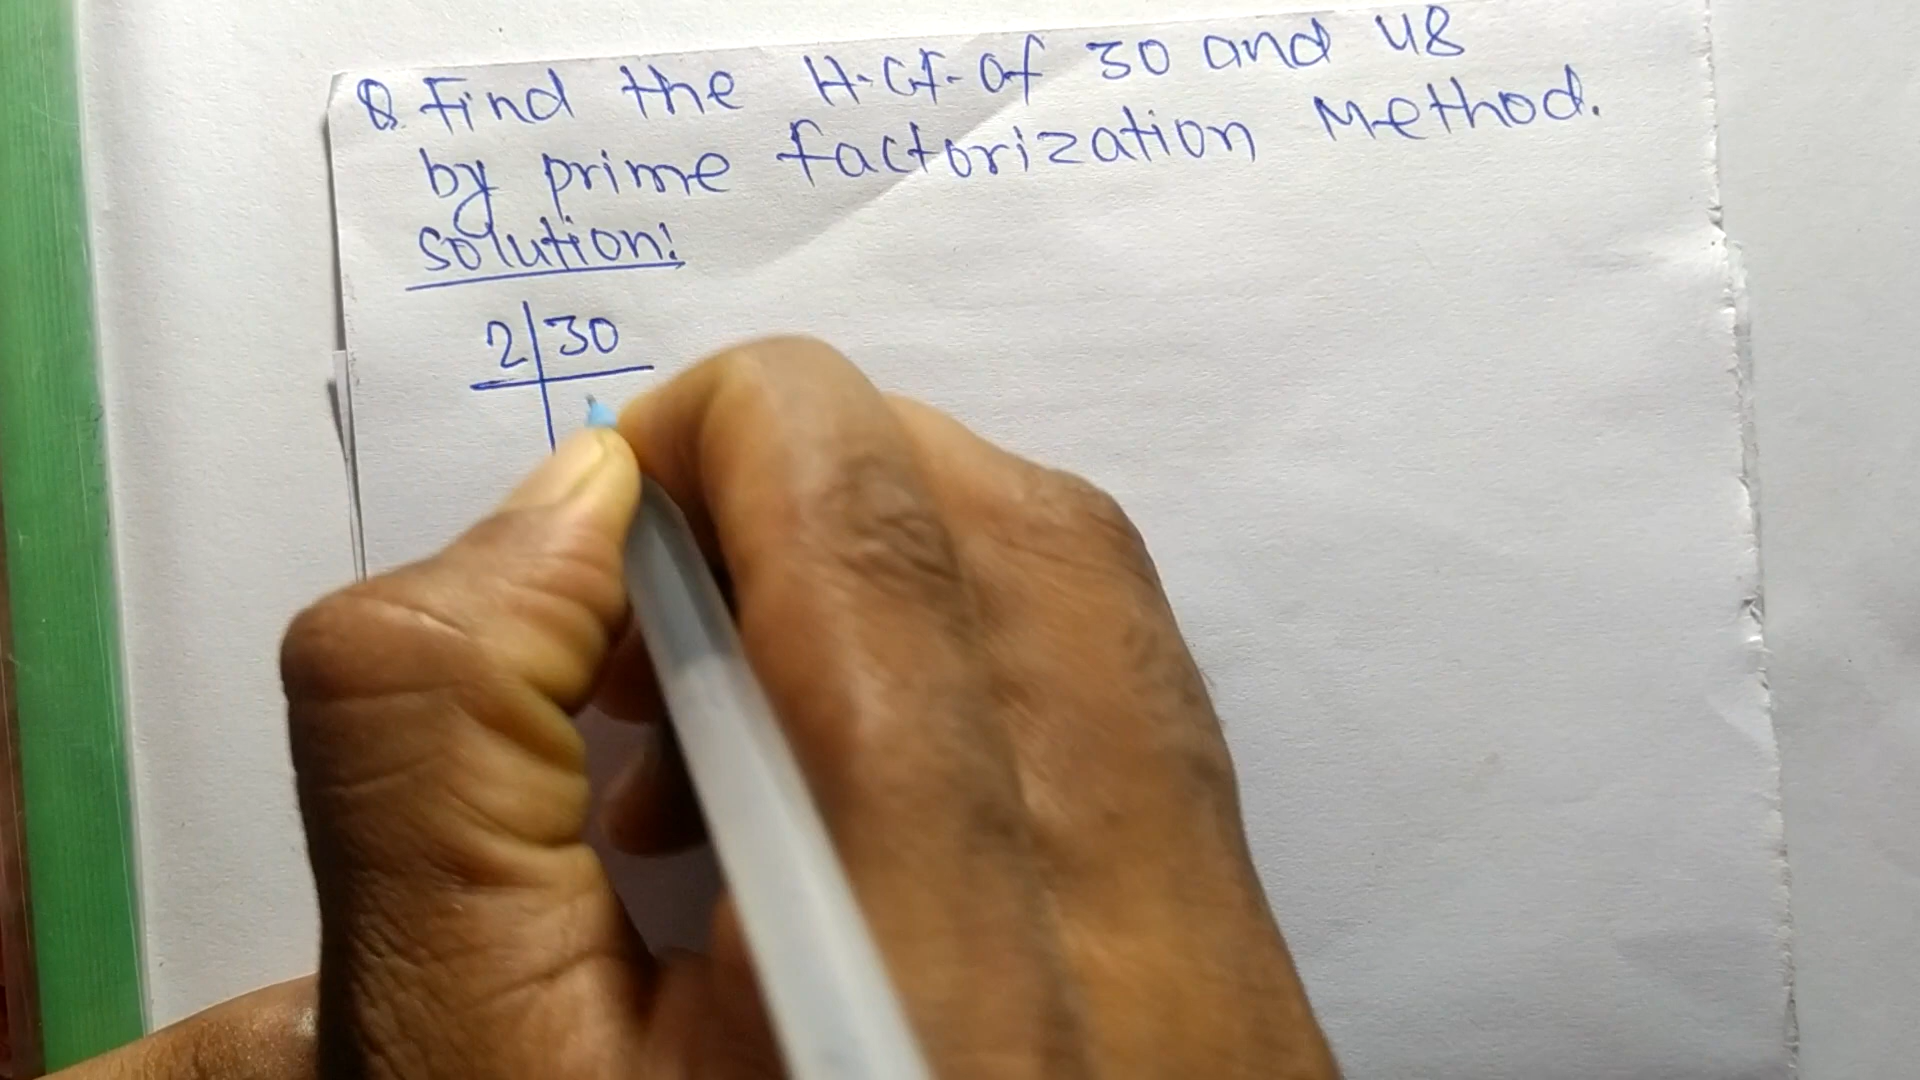 Q. Find the H.C.F. of 30 and 48
by prime factorization Method.
solution:
2 | 30